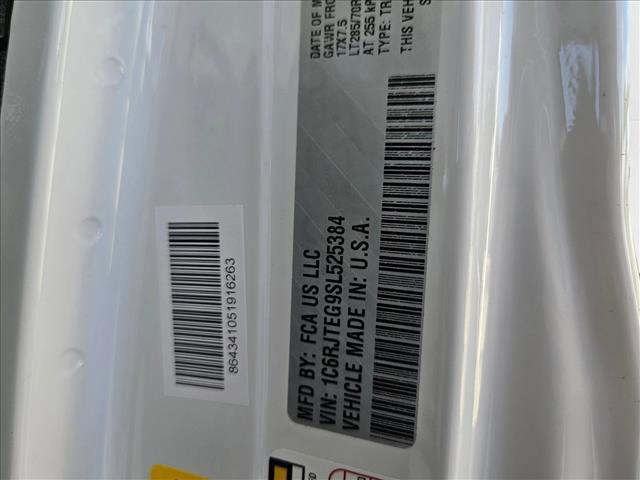 DATE OF M
GAWR FRO
17X7.5
LT285/70R
AT 255 kP
TYPE: TR
THIS VEH
MFD BY: FCA US LLC
VIN: 1C6RJTEG9SL525384
VEHICLE MADE IN: U.S.A.
864341051916263